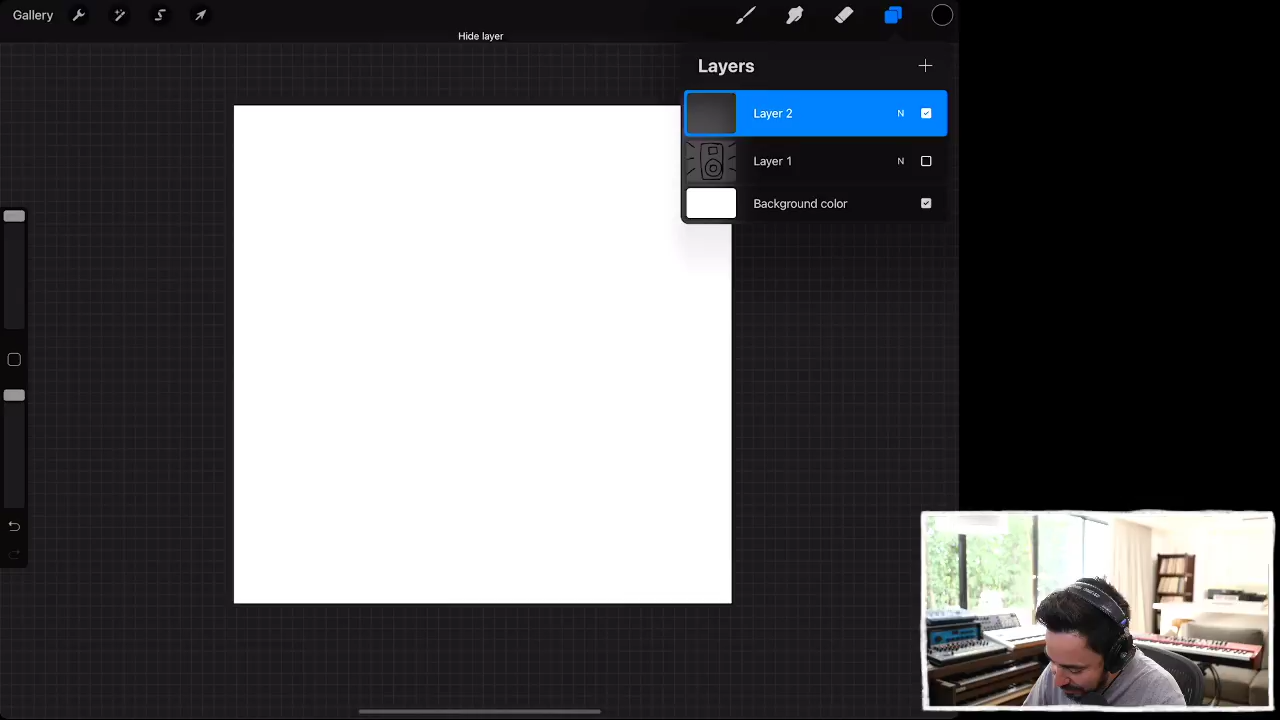 Gallery
Hide layer
Layers
Layer 2 N
Layer 1 N
Background color